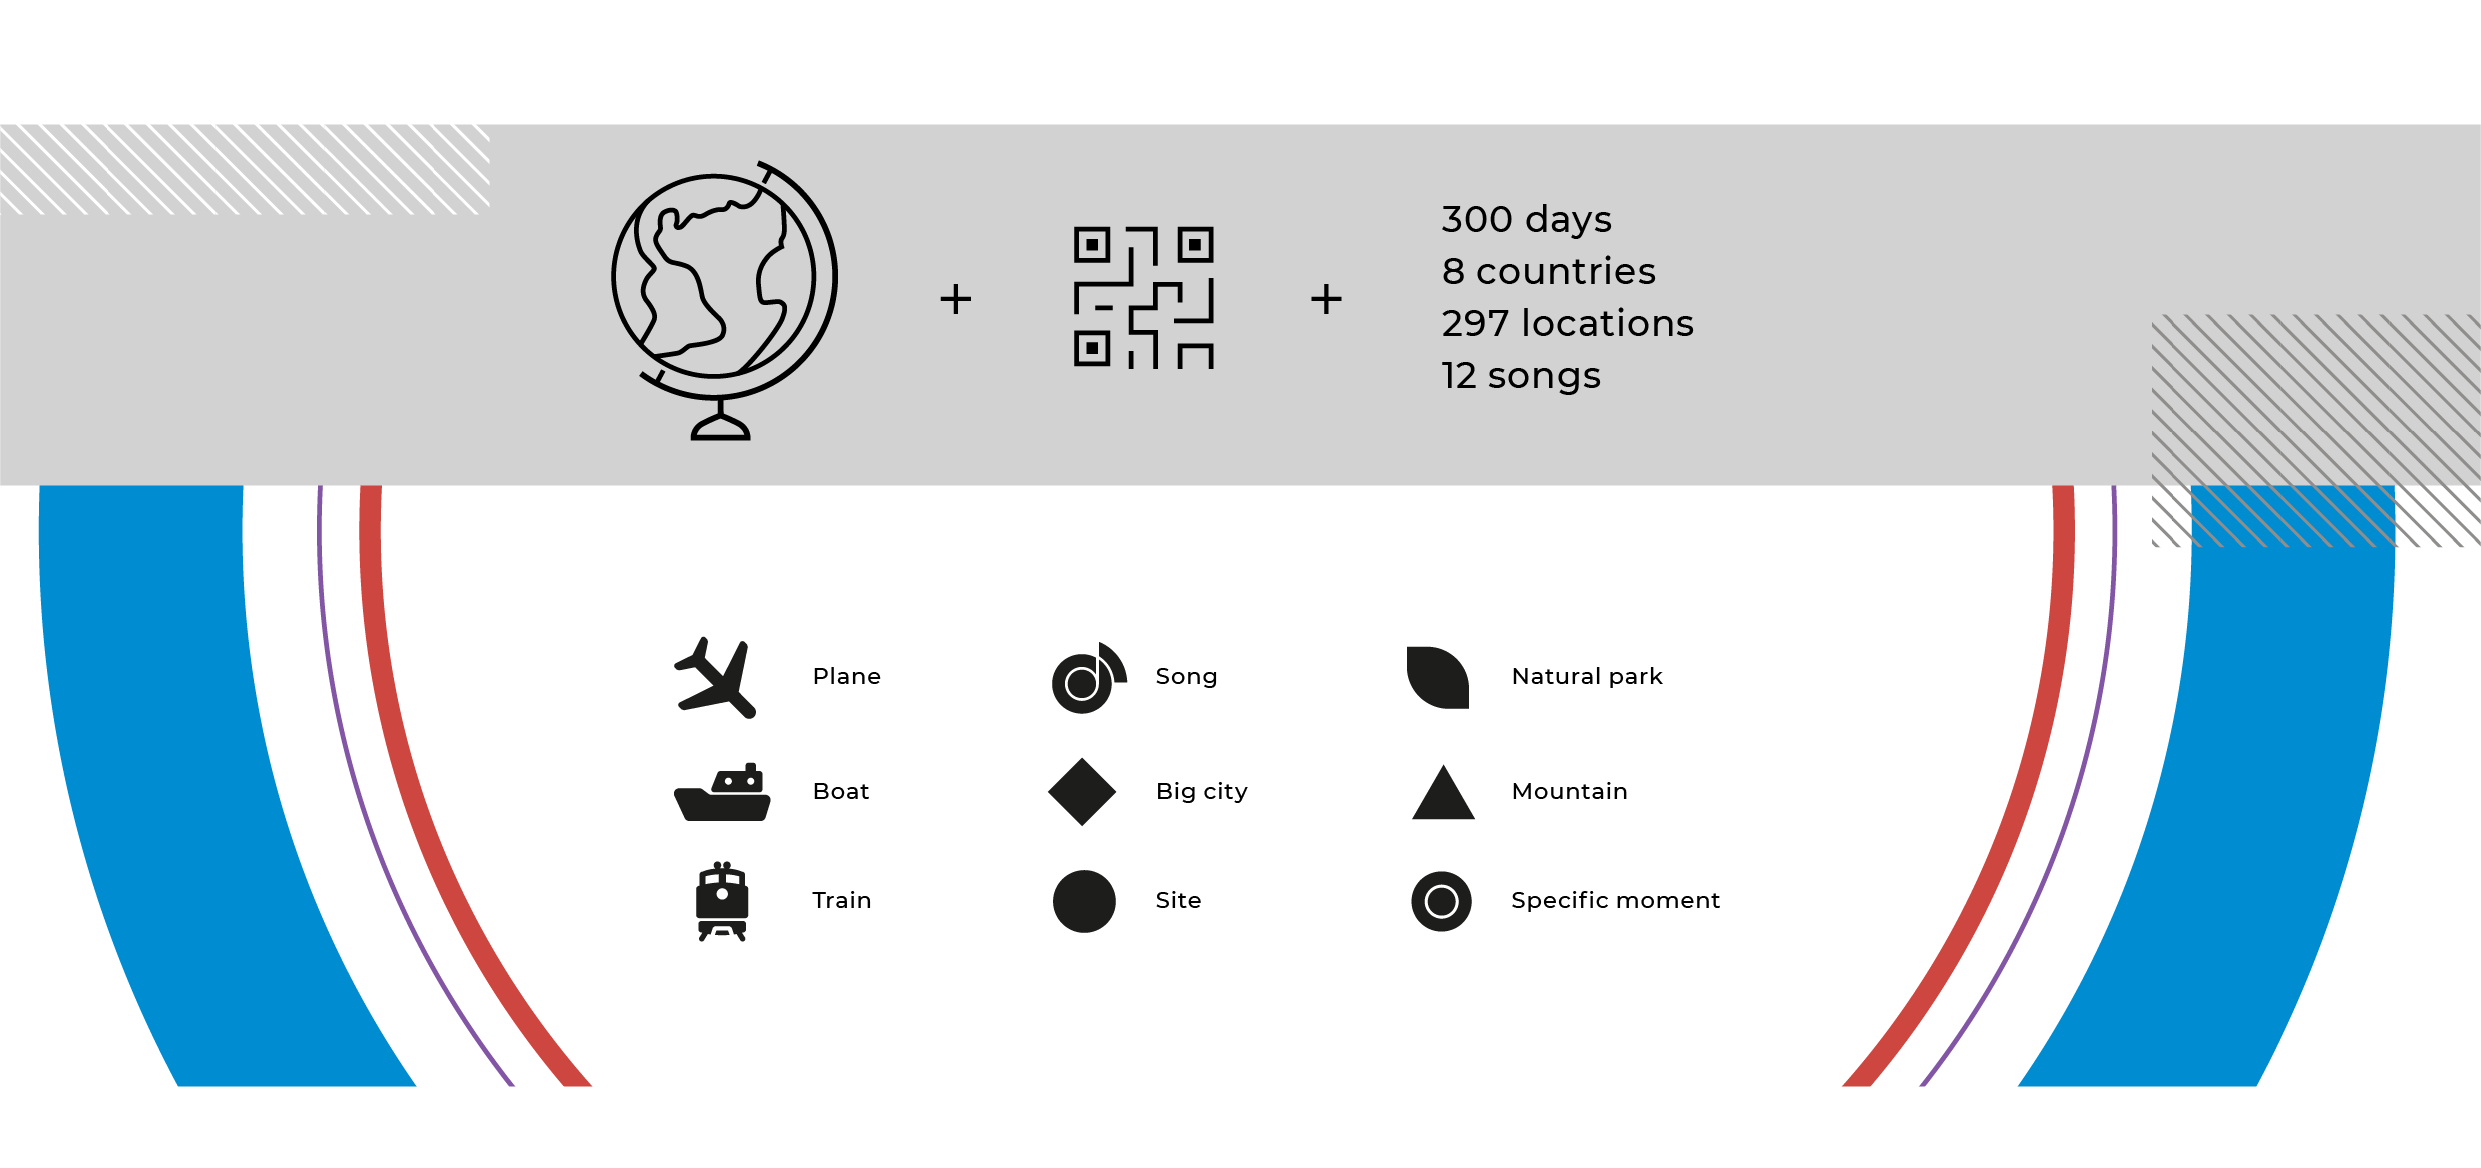 +
+
300 days
8 countries
297 locations
12 songs
Plane
Song
Natural park
Boat
Big city
Mountain
Train
Site
Specific moment